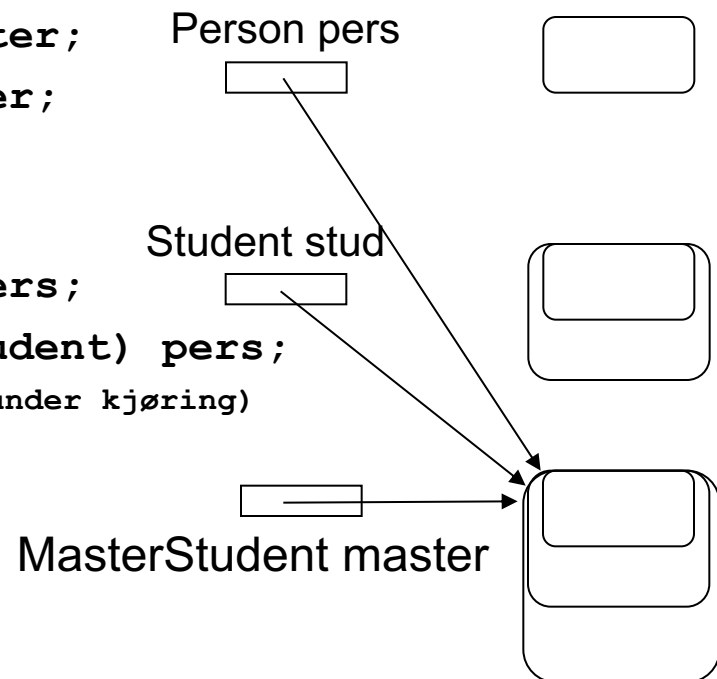 ter;
Person pers
er;
Student stud
ers;
udent) pers;
under kjøring)
MasterStudent master